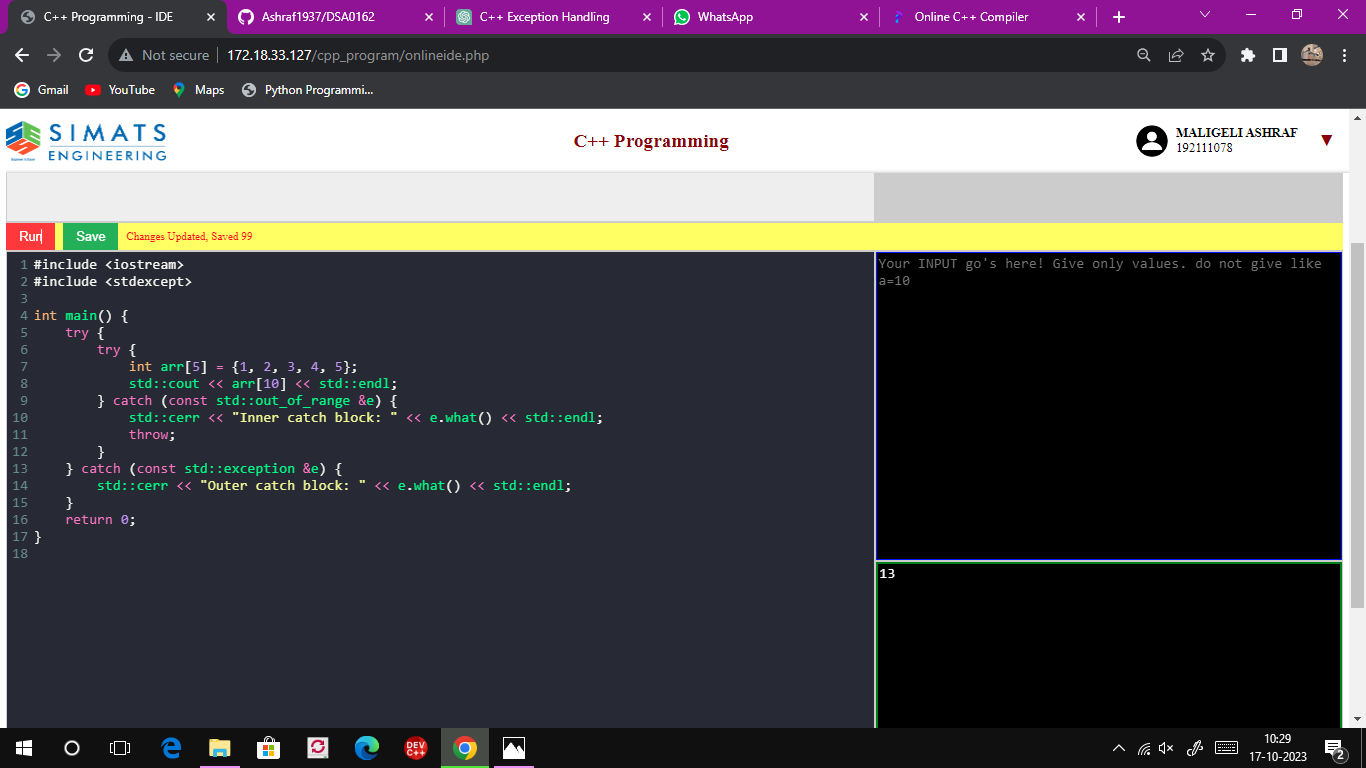 C++ Programming - IDE
Ashraf1937/DSA0162
C++ Exception Handling
WhatsApp
Online C++ Compiler
Not secure
172.18.33.127/cpp_program/onlineide.php
Gmail
YouTube
Maps
Python Programmi...
SIMATS
ENGINEERING
C++ Programming
MALIGELI ASHRAF
192111078
Run
Save
Changes Updated, Saved 99
1 #include <iostream>
2 #include <stdexcept>
3
4 int main() {
5     try {
6         try {
7             int arr[5] = {1, 2, 3, 4, 5};
8             std::cout << arr[10] << std::endl;
9         } catch (const std::out_of_range &e) {
10             std::cerr << "Inner catch block: " << e.what() << std::endl;
11             throw;
12         }
13     } catch (const std::exception &e) {
14         std::cerr << "Outer catch block: " << e.what() << std::endl;
15     }
16     return 0;
17 }
18
Your INPUT go's here! Give only values. do not give like
a=10
13
DEV
C++
10:29
17-10-2023
2